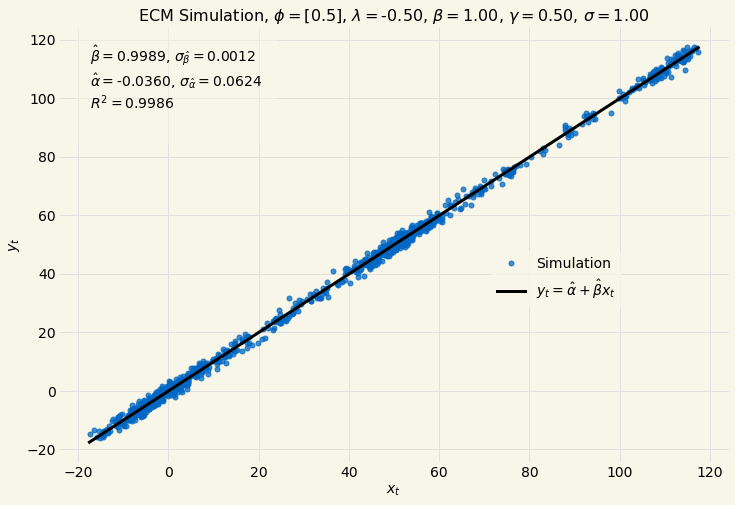 ECM Simulation, ϕ = [0.5], λ = -0.50, β = 1.00, γ = 0.50, σ = 1.00
β̂ = 0.9989, σ_β̂ = 0.0012
α̂ = -0.0360, σ_α̂ = 0.0624
R² = 0.9986
120
100
80
60
40
20
0
−20
y_t
Simulation
y_t = α̂ + β̂x_t
−20 0 20 40 60 80 100 120
x_t